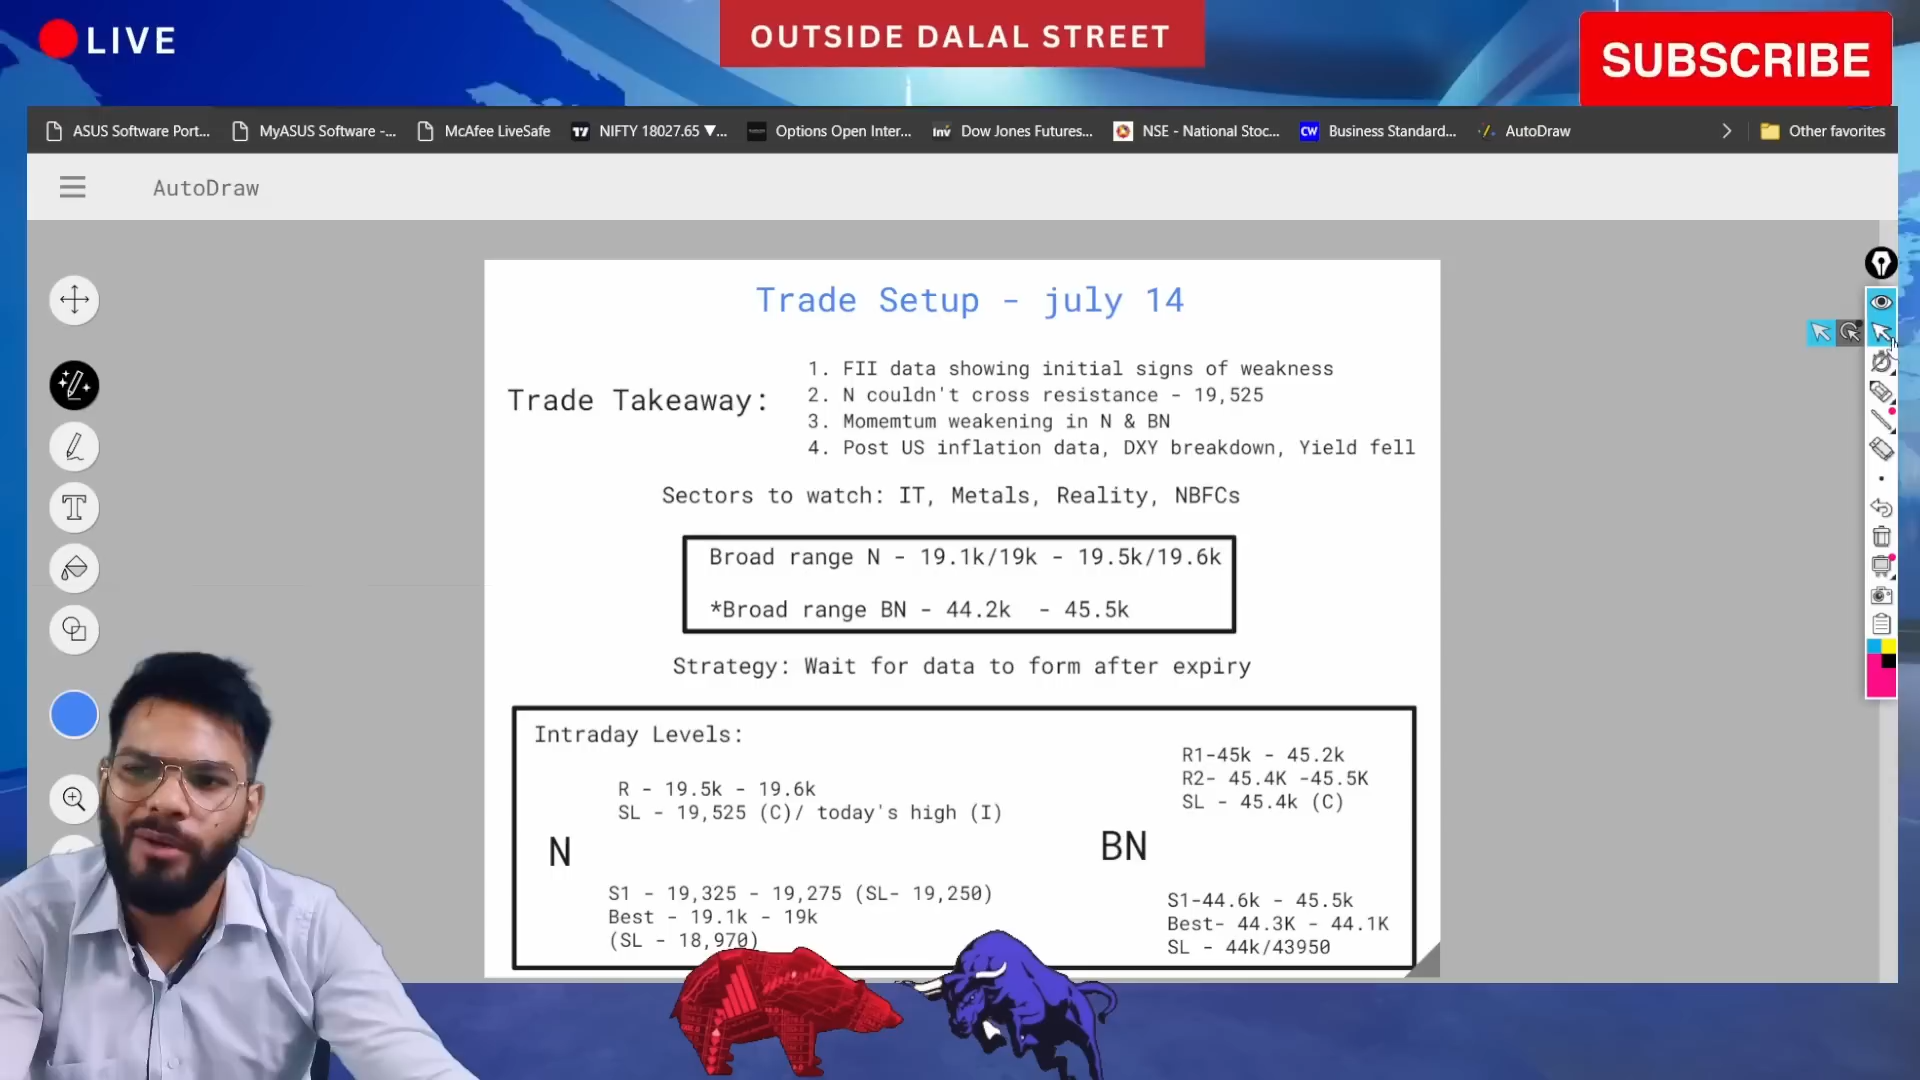 LIVE
OUTSIDE DALAL STREET
SUBSCRIBE
ASUS Software Port... MyASUS Software -... McAfee LiveSafe NIFTY 18027.65 ▼... Options Open Inter... Dow Jones Futures... NSE - National Stoc... Business Standard... AutoDraw Other favorites
AutoDraw
Trade Setup - july 14
Trade Takeaway:
1. FII data showing initial signs of weakness
2. N couldn't cross resistance - 19,525
3. Momemtum weakening in N & BN
4. Post US inflation data, DXY breakdown, Yield fell
Sectors to watch: IT, Metals, Reality, NBFCs
Broad range N - 19.1k/19k - 19.5k/19.6k
*Broad range BN - 44.2k - 45.5k
Strategy: Wait for data to form after expiry
Intraday Levels:
R - 19.5k - 19.6k
SL - 19,525 (C)/ today's high (I)
N
S1 - 19,325 - 19,275 (SL- 19,250)
Best - 19.1k - 19k
(SL - 18,970)
R1-45k - 45.2k
R2- 45.4K -45.5K
SL - 45.4k (C)
BN
S1-44.6k - 45.5k
Best- 44.3K - 44.1K
SL - 44k/43950